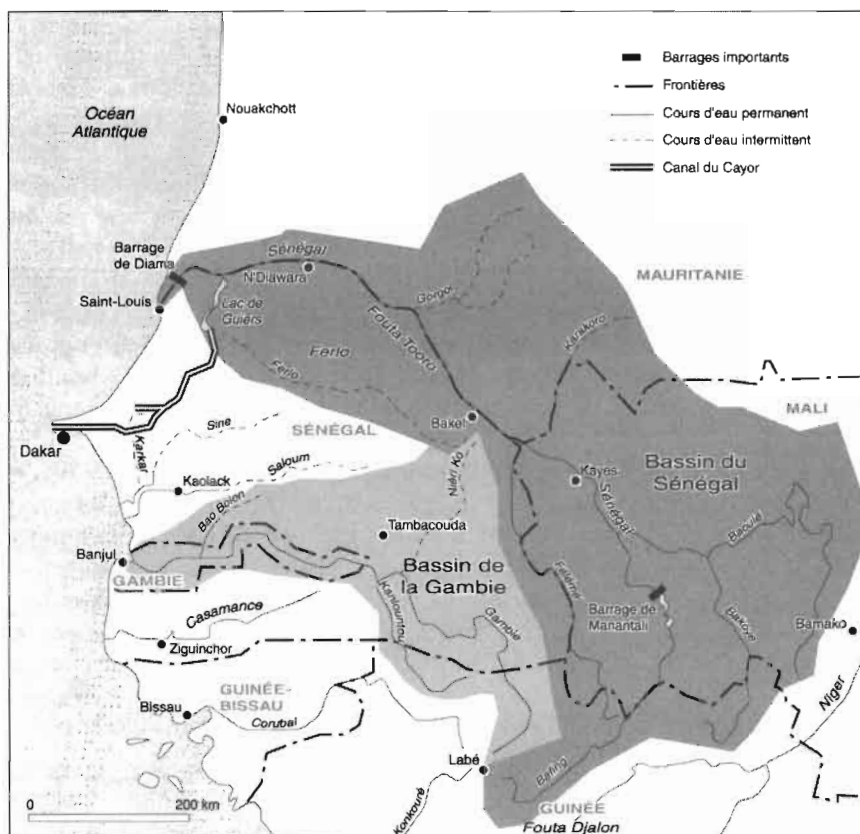 Barrages importants
Frontières
Cours d'eau permanent
Cours d'eau intermittent
Canal du Cayor
Océan
Atlantique
Nouakchott
Barrage
de Diama
Sénégal
N'Diawara
Saint-Louis
Lac de
Guiers
Gorgol
MAURITANIE
Fouta Tooro
Karakoro
Ferlo
Ferlo
Bakel
MALI
Dakar
Karkar
Sine
SÉNÉGAL
Kaolack
Saloum
Niéri Ko
Kayes
Bassin du
Sénégal
Sénégal
Bao Bolon
Tambacouda
Baoulé
Banjul
GAMBIE
Bassin de
la Gambie
Falémé
Kantountou
Gambie
Barrage de
Manantali
Bakoye
Bamako
Casamance
Ziguinchor
GUINÉE-
BISSAU
Bissau
Corubal
Niger
Labé
Bafing
Konkouré
GUINÉE
Fouta Djalon
0
200 km